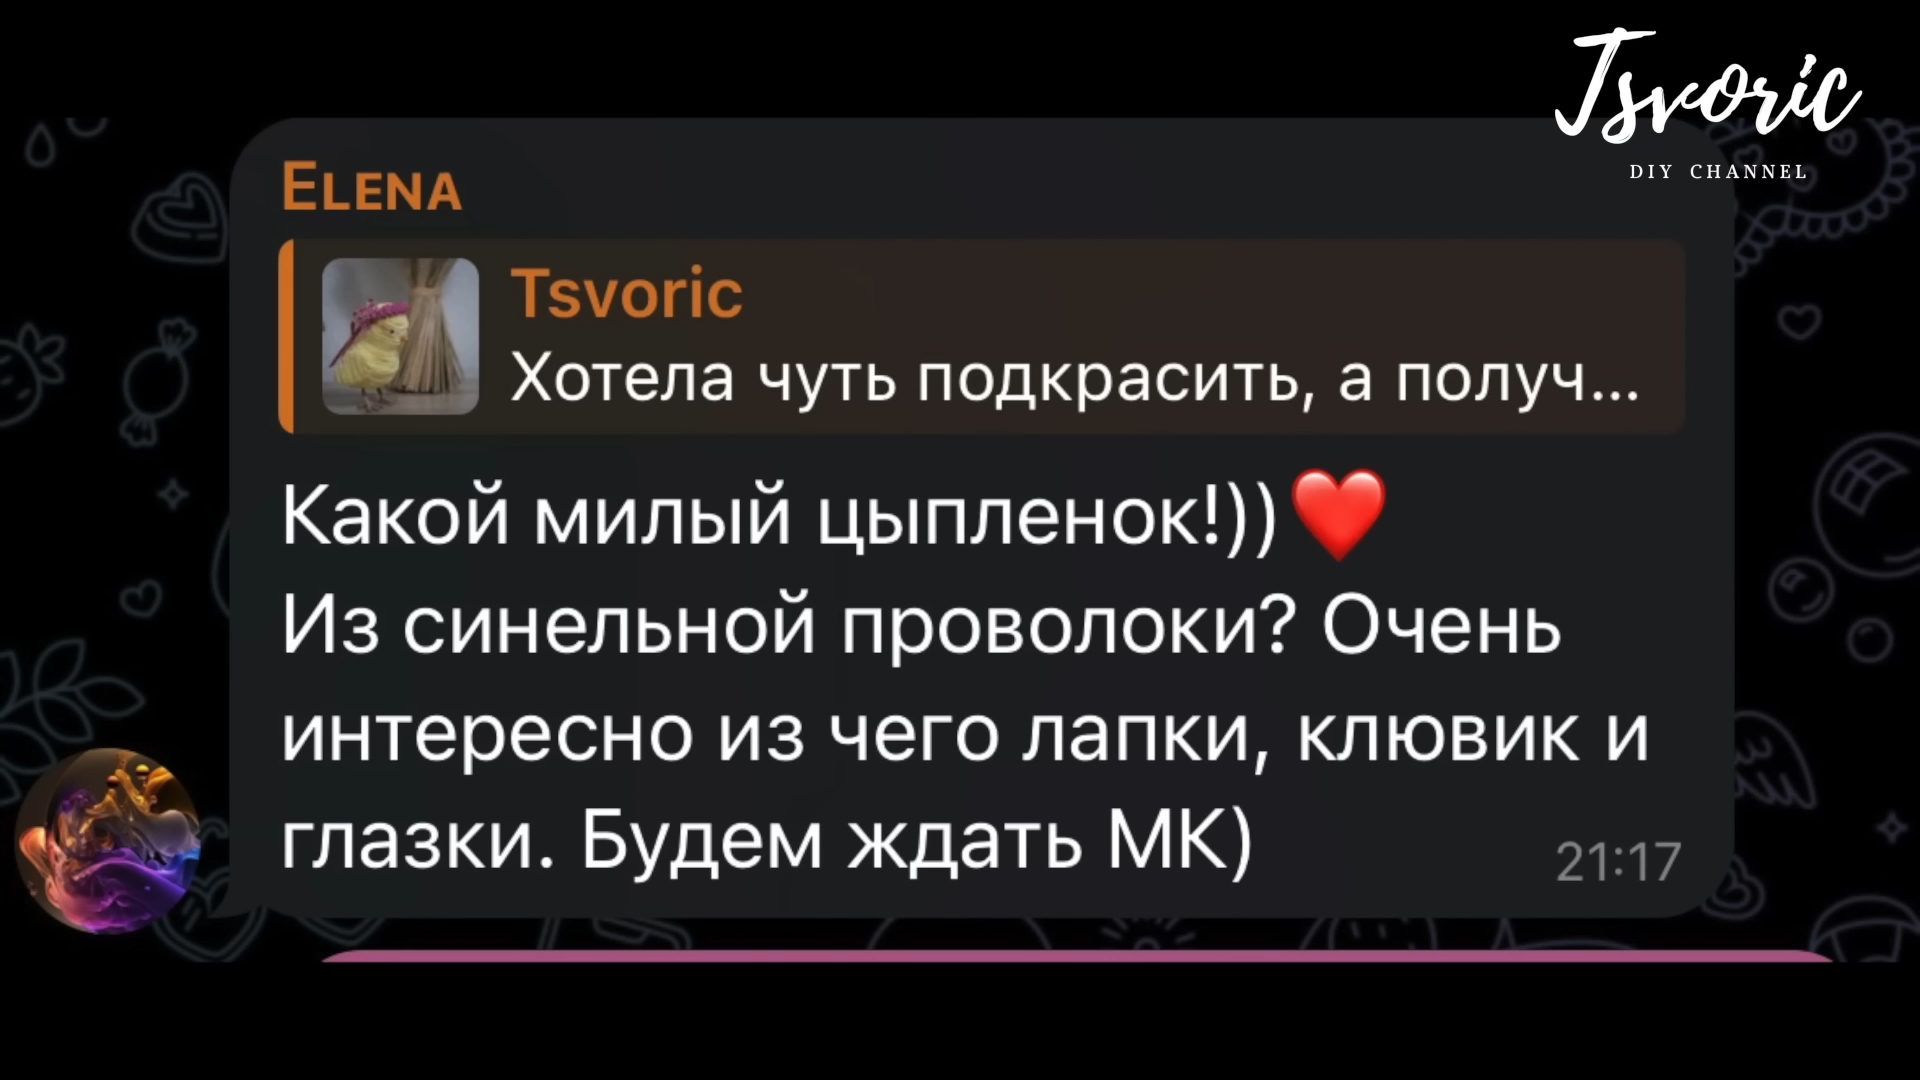 Tsvoric
DIY CHANNEL
Elena
Tsvoric
Хотела чуть подкрасить, а получ...
Какой милый цыпленок!))❤️
Из синельной проволоки? Очень
интересно из чего лапки, клювик и
глазки. Будем ждать МК)
21:17